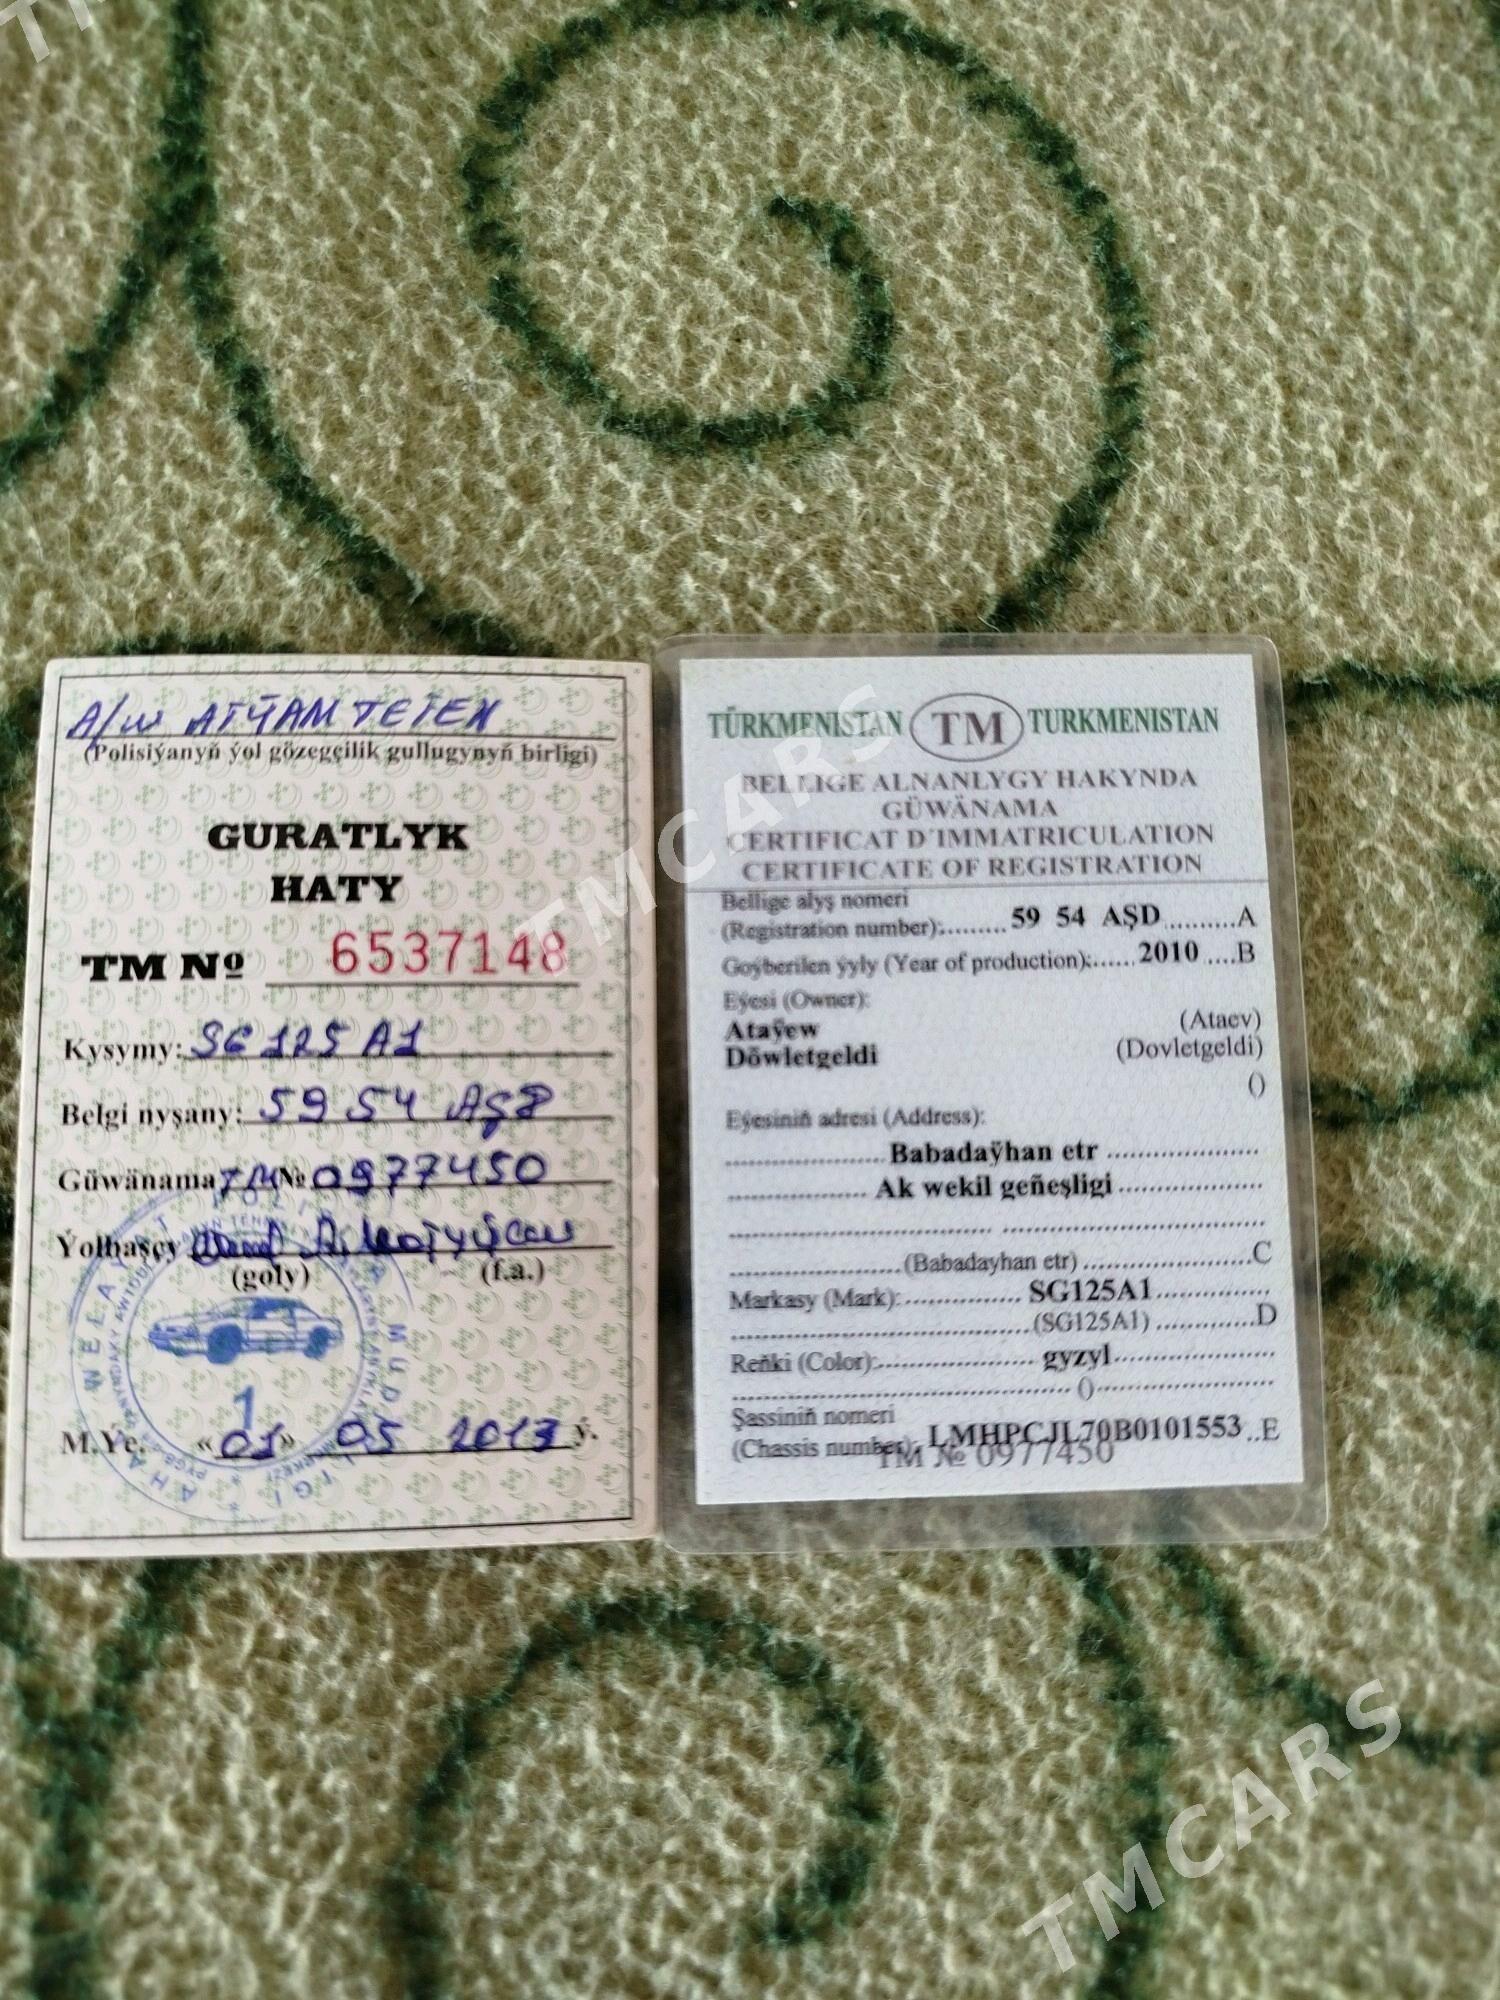 A/w AIÝAMTETEK
(Polisiýanyň ýol gözegçilik gullugynyň birligi)
GURATLYK
HATY
TM № 6537148
Kysymy: SG 125 A1
Belgi nyşany: 59 54 AŞD
Güwänama TM № 0977450
Ýolbaşçy
(goly) (f.a.)
1
M.Ýe. «01» 05 2013 ý.
TÜRKMENISTAN TM TURKMENISTAN
BELLIGE ALNANLYGY HAKYNDA
GÜWÄNAMA
CERTIFICAT D'IMMATRICULATION
CERTIFICATE OF REGISTRATION
Bellige alyş nomeri
(Registration number):......... 59 54 AŞD..........A
Goýberilen ýyly (Year of production):...... 2010 ....B
Eýesi (Owner):
Ataýew (Ataev)
Döwletgeldi (Dovletgeldi)
()
Eýesiniň adresi (Address):
Babadaýhan etr
Ak wekil geňeşligi
(Babadayhan etr) C
Markasy (Mark): SG125A1
(SG125A1) D
Reňki (Color): gyzyl
()
Şassiniň nomeri
(Chassis number): LMHPCJL70B0101553 ..E
TM № 0977450
TMCARS
TMCARS